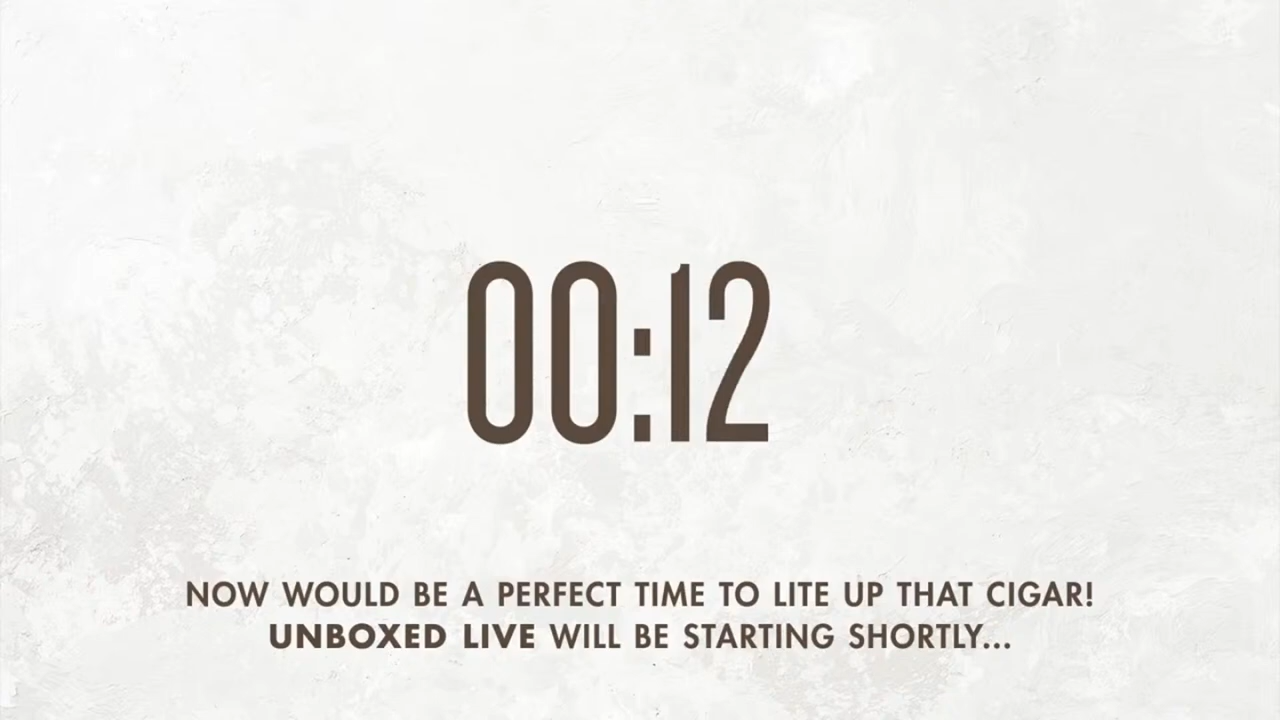 00:12
NOW WOULD BE A PERFECT TIME TO LITE UP THAT CIGAR!
UNBOXED LIVE WILL BE STARTING SHORTLY...